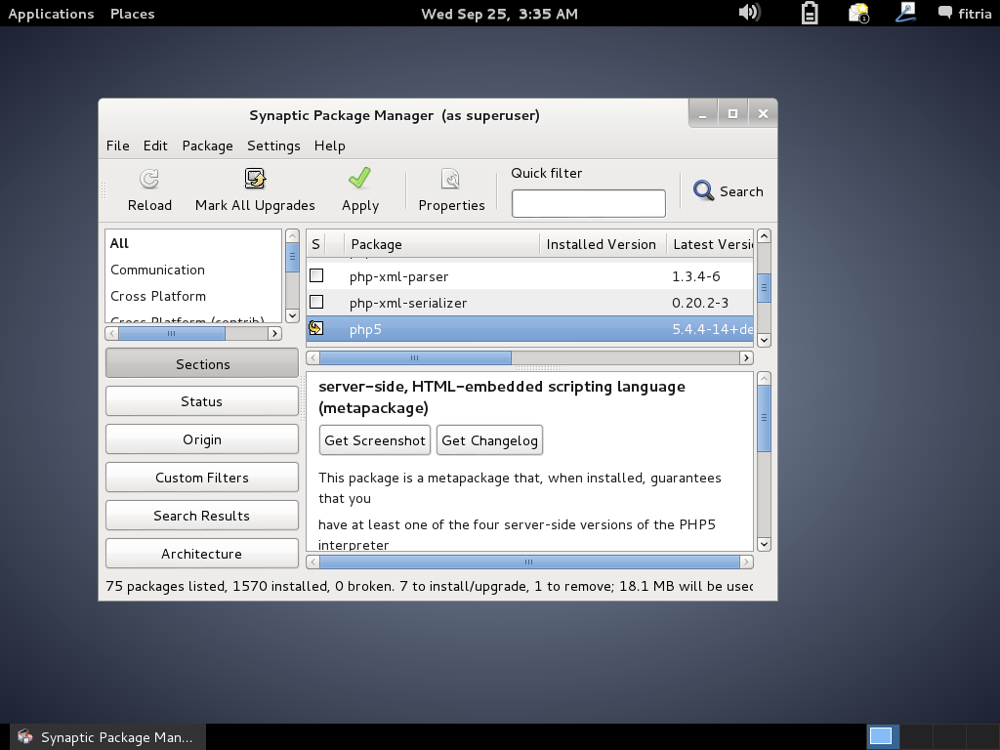 Applications Places Wed Sep 25, 3:35 AM 1 fitria
Synaptic Package Manager (as superuser)
File Edit Package Settings Help
Reload Mark All Upgrades Apply Properties Quick filter Search
All
Communication
Cross Platform
Cross Platform (contrib)
Sections
Status
Origin
Custom Filters
Search Results
Architecture
S Package Installed Version Latest Versi
php-xml-parser 1.3.4-6
php-xml-serializer 0.20.2-3
php5 5.4.4-14+de
server-side, HTML-embedded scripting language
(metapackage)
Get Screenshot Get Changelog
This package is a metapackage that, when installed, guarantees
that you
have at least one of the four server-side versions of the PHP5
interpreter
75 packages listed, 1570 installed, 0 broken. 7 to install/upgrade, 1 to remove; 18.1 MB will be used
Synaptic Package Man...